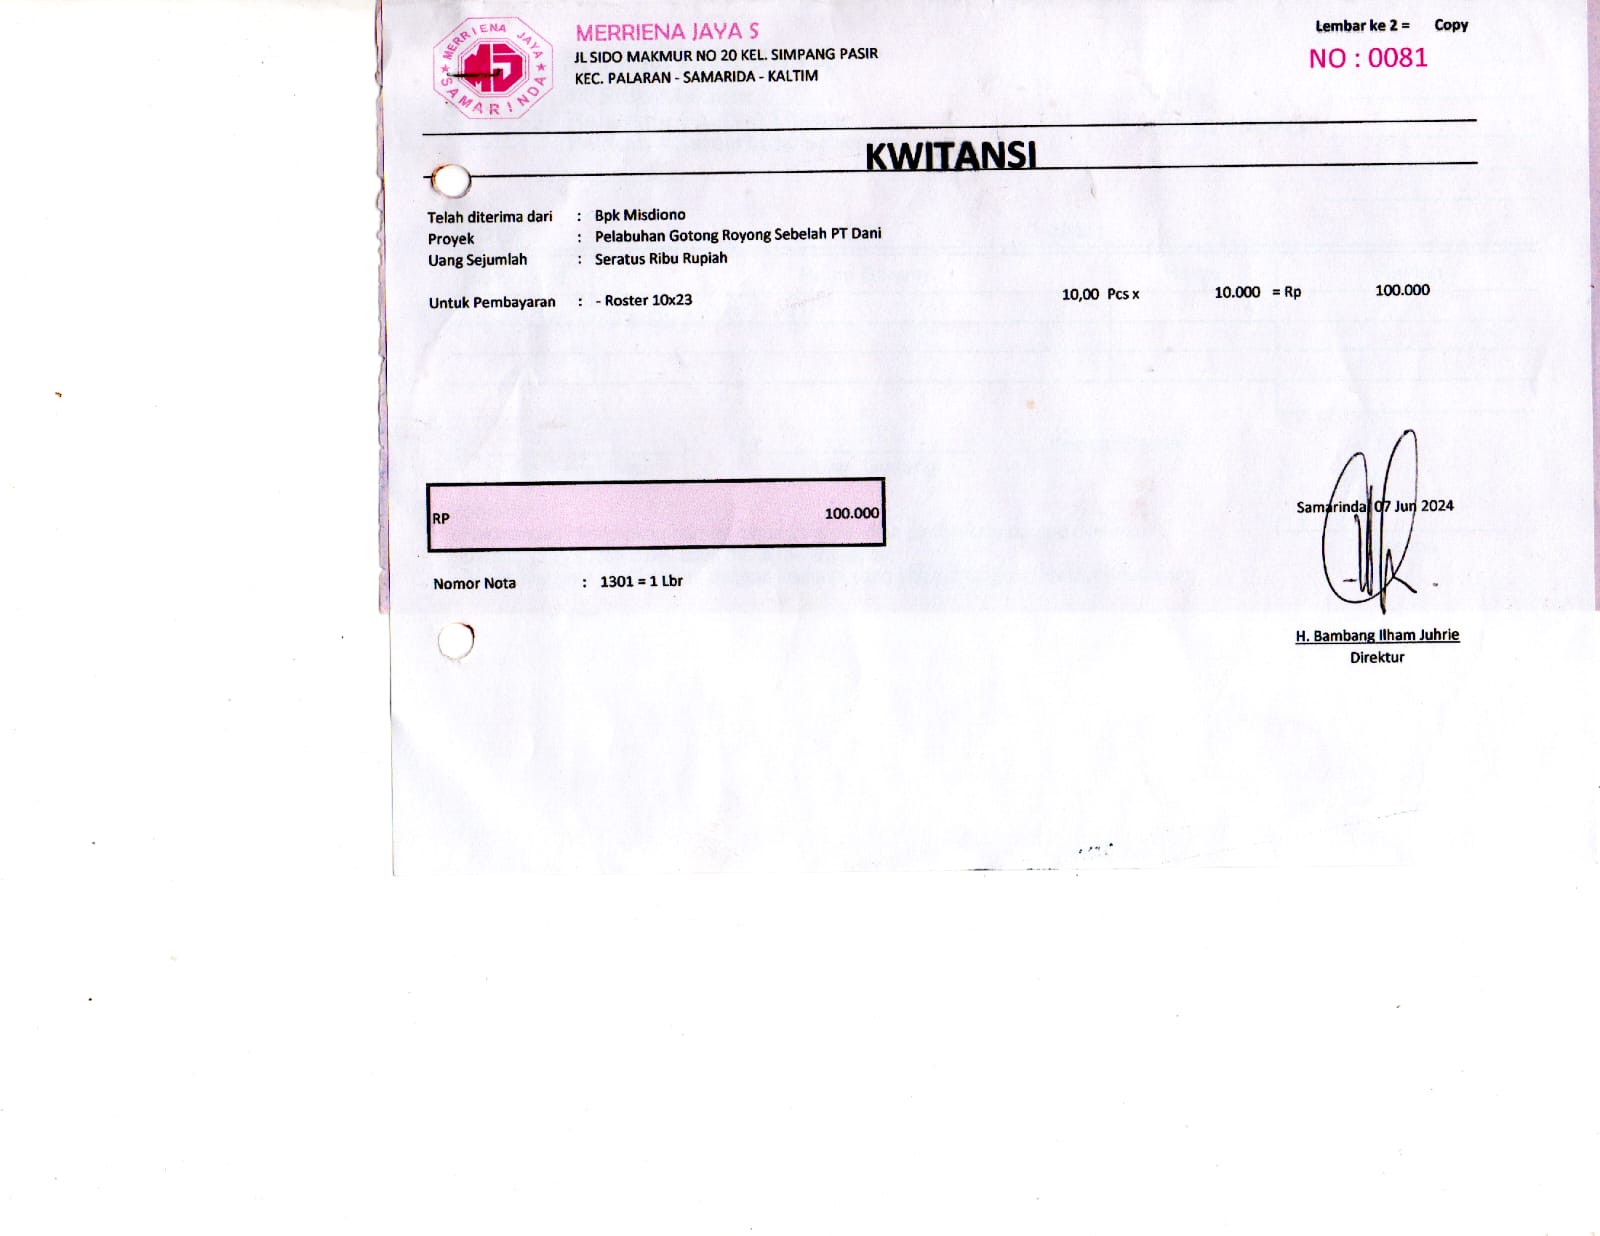 MERRIENA JAYA
SAMARINDA
MERRIENA JAYA S
JL SIDO MAKMUR NO 20 KEL. SIMPANG PASIR
KEC. PALARAN - SAMARIDA - KALTIM
Lembar ke 2 = Copy
NO : 0081
KWITANSI
Telah diterima dari : Bpk Misdiono
Proyek : Pelabuhan Gotong Royong Sebelah PT Dani
Uang Sejumlah : Seratus Ribu Rupiah
Untuk Pembayaran : - Roster 10x23 10,00 Pcs x 10.000 = Rp 100.000
RP 100.000
Samarinda 07 Jun 2024
Nomor Nota : 1301 = 1 Lbr
H. Bambang Ilham Juhrie
Direktur